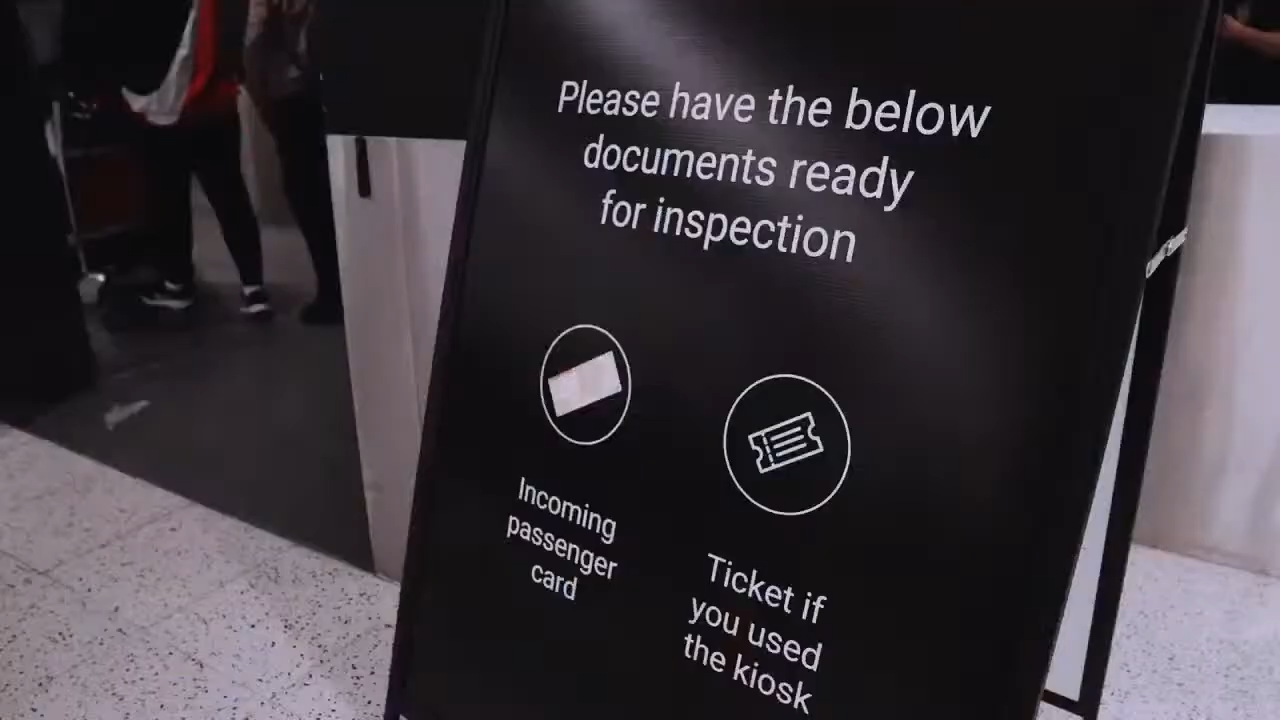 Please have the below
documents ready
for inspection
Incoming
passenger
card
Ticket if
you used
the kiosk